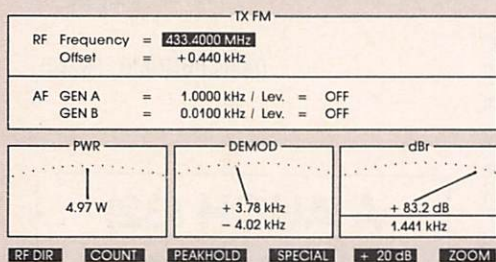 TX FM
RF Frequency = 433.4000 MHz
Offset = +0.440 kHz
AF GEN A = 1.0000 kHz / Lev. = OFF
GEN B = 0.0100 kHz / Lev. = OFF
PWR DEMOD dBr
4.97 W + 3.78 kHz + 83.2 dB
− 4.02 kHz 1.441 kHz
RF DIR COUNT PEAKHOLD SPECIAL + 20 dB ZOOM